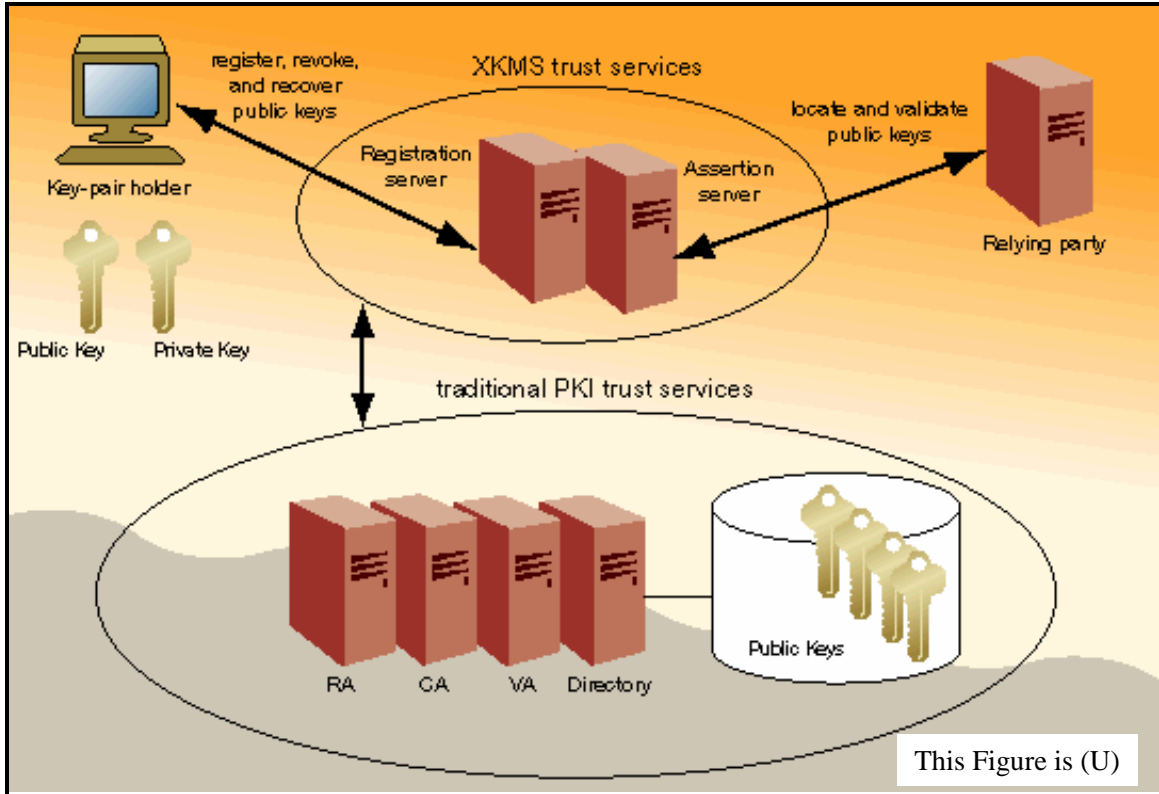 register, revoke,
and recover
public keys
XKMS trust services
locate and validate
public keys
Registration
server
Assertion
server
Key-pair holder
Relying party
Public Key
Private Key
traditional PKI trust services
Public Keys
RA
CA
VA
Directory
This Figure is (U)